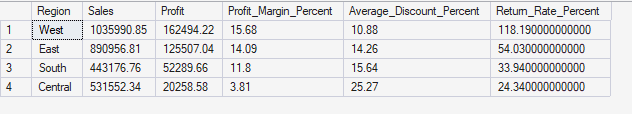 Region Sales Profit Profit_Margin_Percent Average_Discount_Percent Return_Rate_Percent
1 West 1035990.85 162494.22 15.68 10.88 118.190000000000
2 East 890956.81 125507.04 14.09 14.26 54.030000000000
3 South 443176.76 52289.66 11.8 15.64 33.940000000000
4 Central 531552.34 20258.58 3.81 25.27 24.340000000000